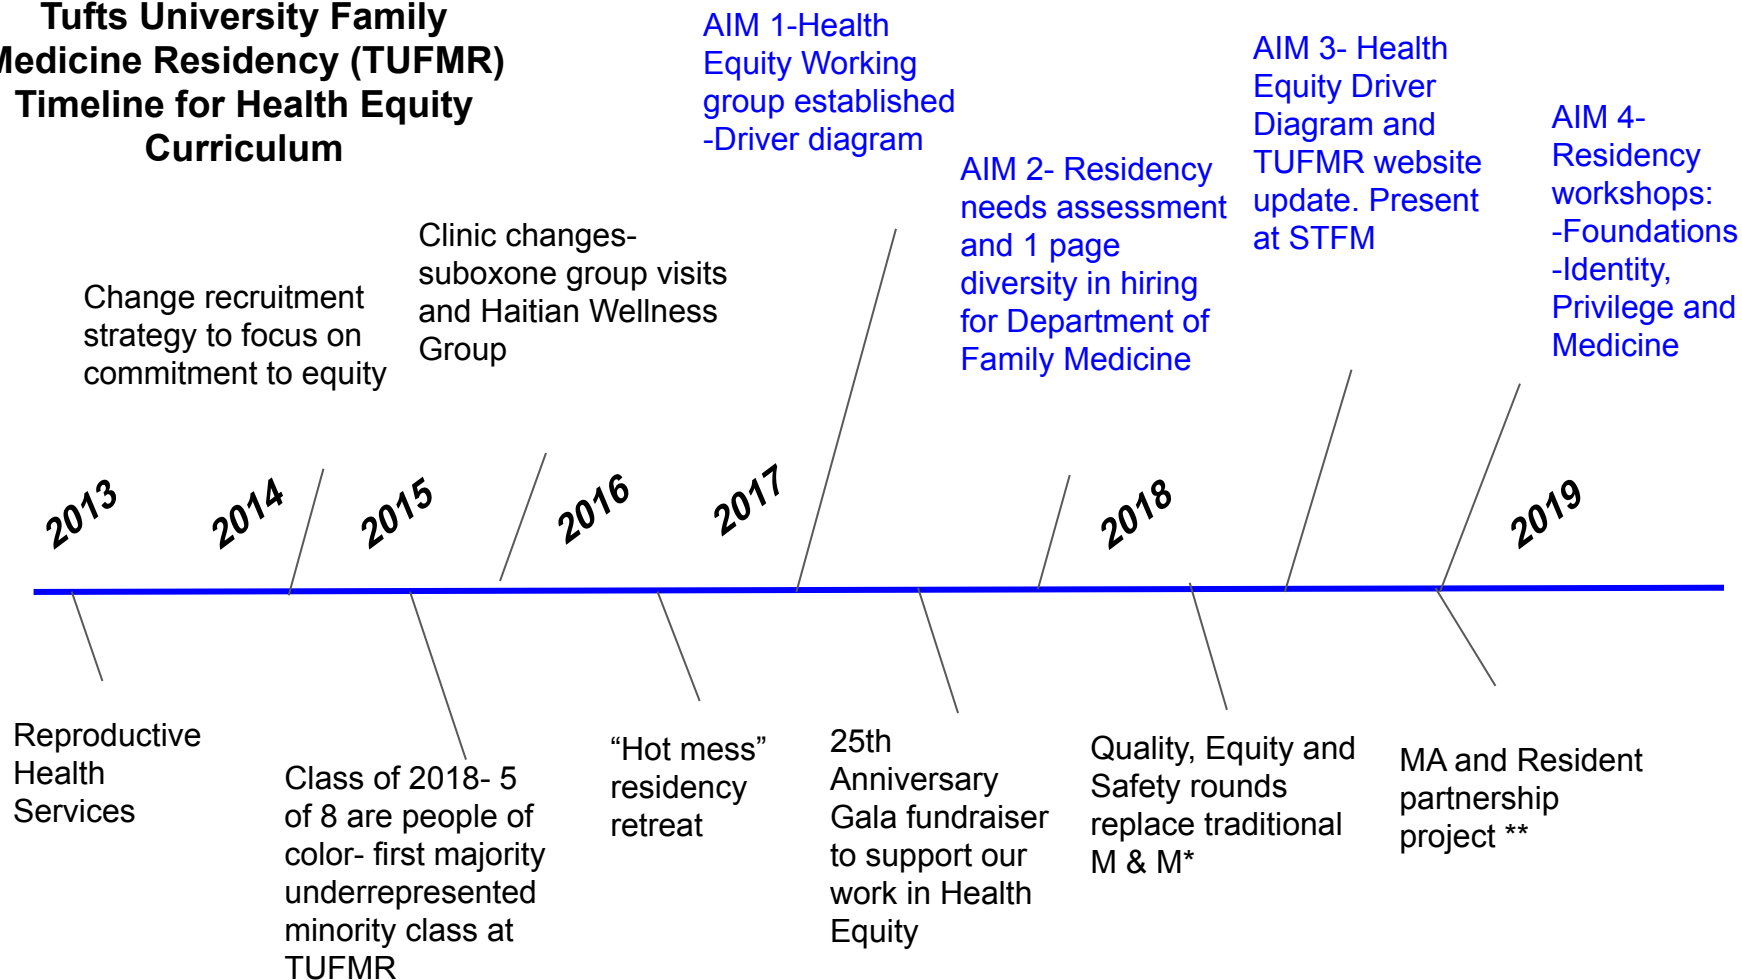 Tufts University Family
Medicine Residency (TUFMR)
Timeline for Health Equity
Curriculum
AIM 1-Health
Equity Working
group established
-Driver diagram
AIM 2- Residency
needs assessment
and 1 page
diversity in hiring
for Department of
Family Medicine
AIM 3- Health
Equity Driver
Diagram and
TUFMR website
update. Present
at STFM
AIM 4-
Residency
workshops:
-Foundations
-Identity,
Privilege and
Medicine
Change recruitment
strategy to focus on
commitment to equity
Clinic changes-
suboxone group visits
and Haitian Wellness
Group
2013
2014
2015
2016
2017
2018
2019
Reproductive
Health
Services
Class of 2018- 5
of 8 are people of
color- first majority
underrepresented
minority class at
TUFMR
“Hot mess”
residency
retreat
25th
Anniversary
Gala fundraiser
to support our
work in Health
Equity
Quality, Equity and
Safety rounds
replace traditional
M & M*
MA and Resident
partnership
project **